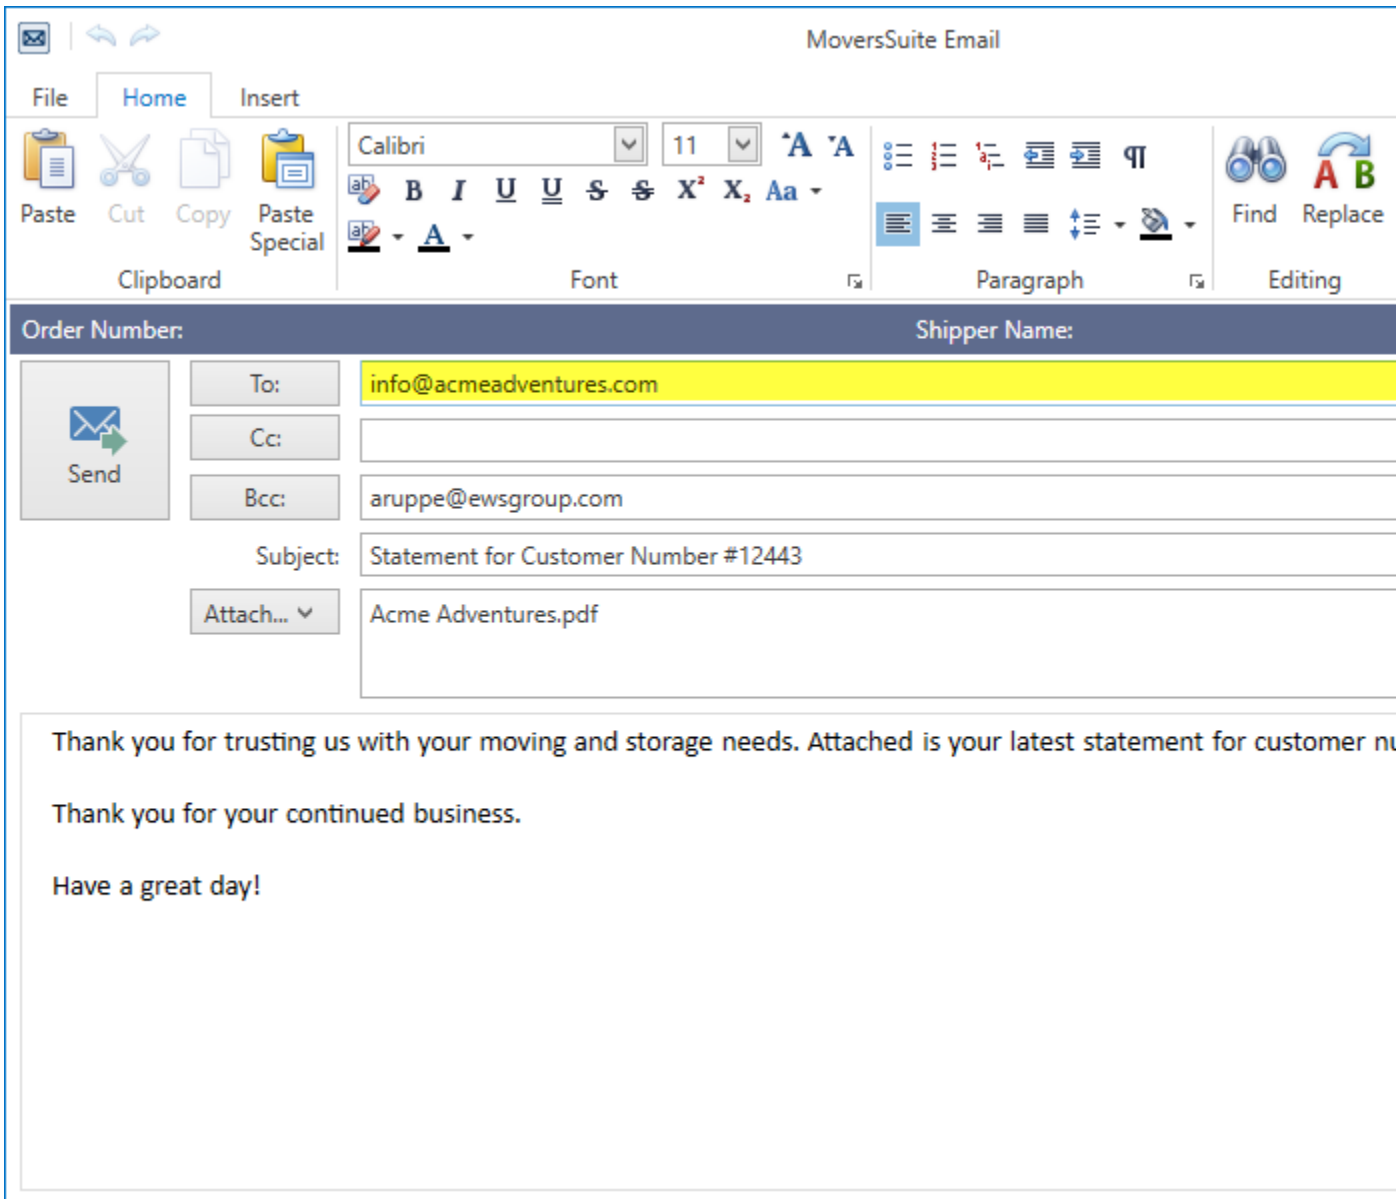 MoversSuite Email
File Home Insert
Calibri 11
Paste Cut Copy Paste Special
Clipboard Font Paragraph
Find Replace
Editing
Order Number: Shipper Name:
Send
To: info@acmeadventures.com
Cc:
Bcc: aruppe@ewsgroup.com
Subject: Statement for Customer Number #12443
Attach... Acme Adventures.pdf
Thank you for trusting us with your moving and storage needs. Attached is your latest statement for customer
Thank you for your continued business.
Have a great day!